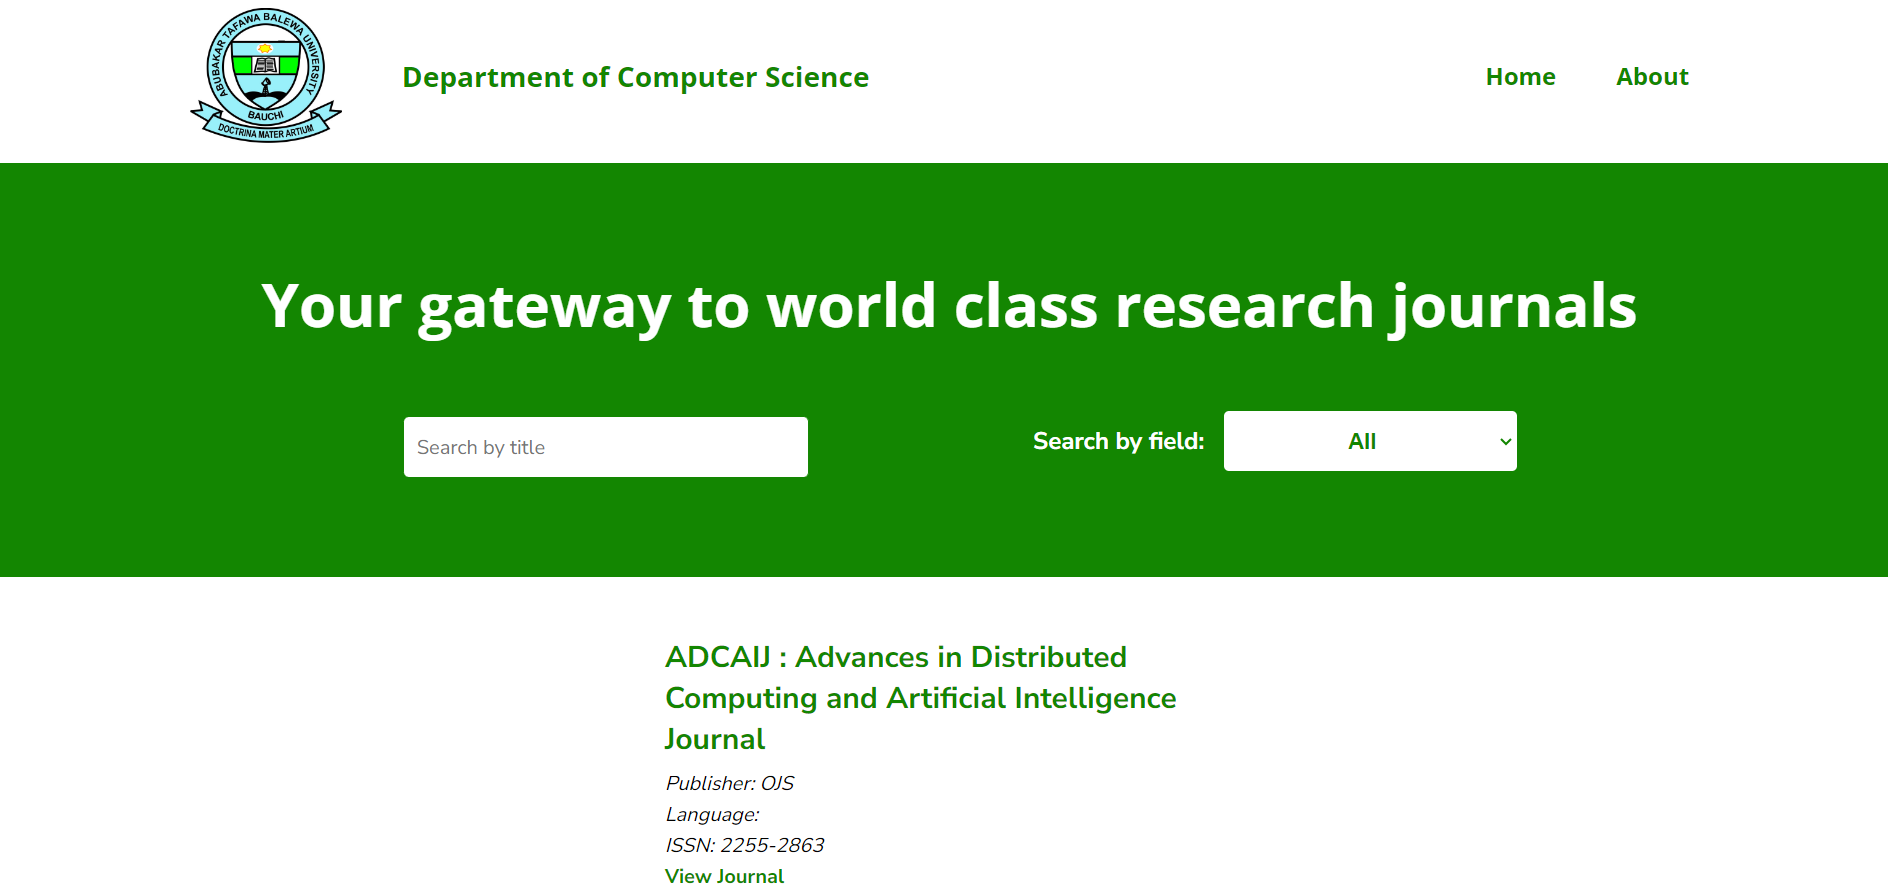 ABUBAKAR TAFAWA BALEWA UNIVERSITY
BAUCHI
DOCTRINA MATER ARTIUM
Department of Computer Science
Home
About
Your gateway to world class research journals
Search by title
Search by field:
All
ADCAIJ : Advances in Distributed
Computing and Artificial Intelligence
Journal
Publisher: OJS
Language:
ISSN: 2255-2863
View Journal